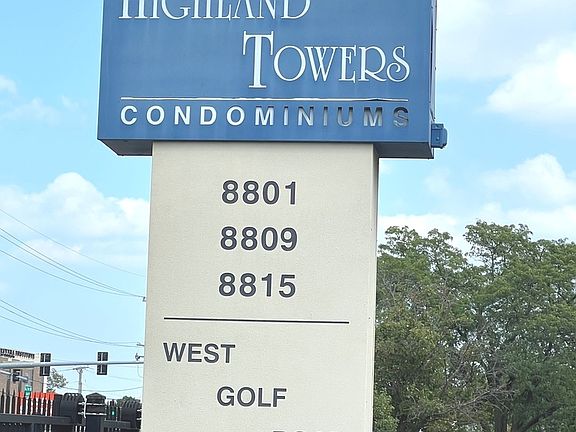 HIGHLAND
TOWERS
CONDOMINIUMS
8801
8809
8815
WEST
GOLF